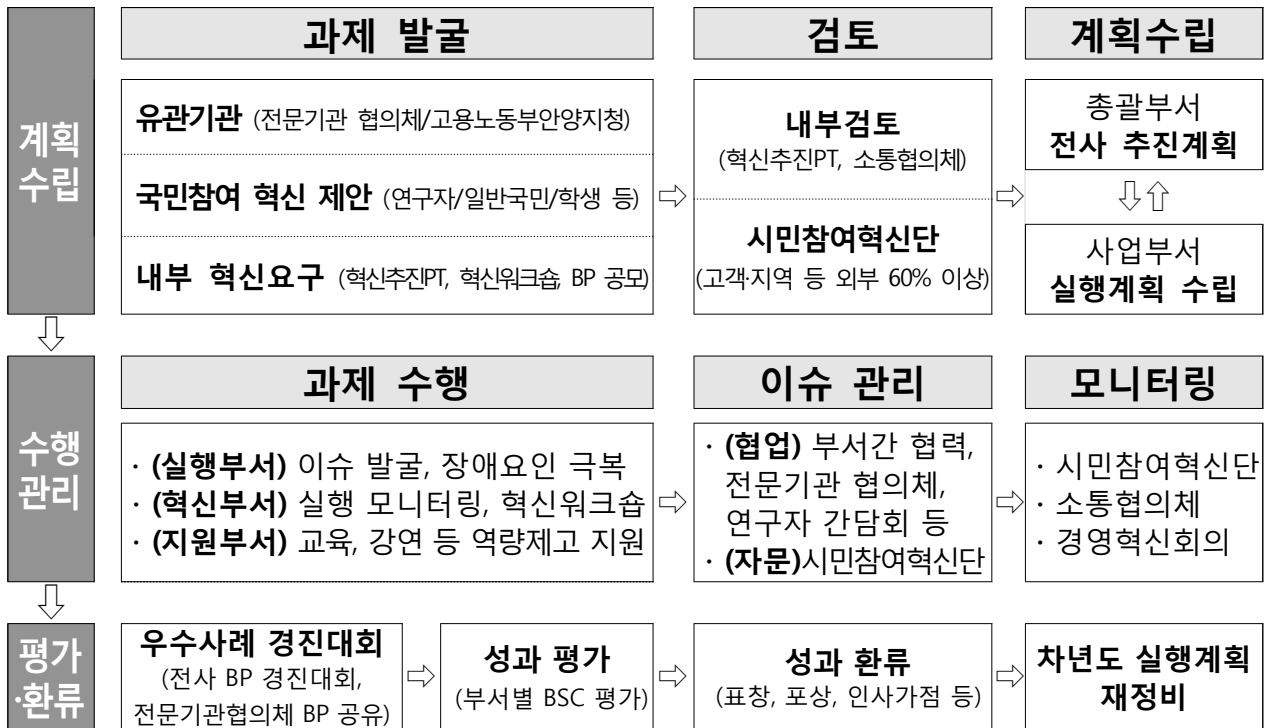 계획
수립
과제 발굴
검토
계획수립
유관기관 (전문기관 협의체/고용노동부안양지청)
국민참여 혁신 제안 (연구자/일반국민/학생 등)
내부 혁신요구 (혁신추진PT, 혁신워크숍, BP 공모)
내부검토
(혁신추진PT, 소통협의체)
시민참여혁신단
(고객·지역 등 외부 60% 이상)
총괄부서
전사 추진계획
사업부서
실행계획 수립
수행
관리
과제 수행
이슈 관리
모니터링
· (실행부서) 이슈 발굴, 장애요인 극복
· (혁신부서) 실행 모니터링, 혁신워크숍
· (지원부서) 교육, 강연 등 역량제고 지원
· (협업) 부서간 협력,
전문기관 협의체,
연구자 간담회 등
· (자문)시민참여혁신단
· 시민참여혁신단
· 소통협의체
· 경영혁신회의
평가
·환류
우수사례 경진대회
(전사 BP 경진대회,
전문기관협의체 BP 공유)
성과 평가
(부서별 BSC 평가)
성과 환류
(표창, 포상, 인사가점 등)
차년도 실행계획
재정비